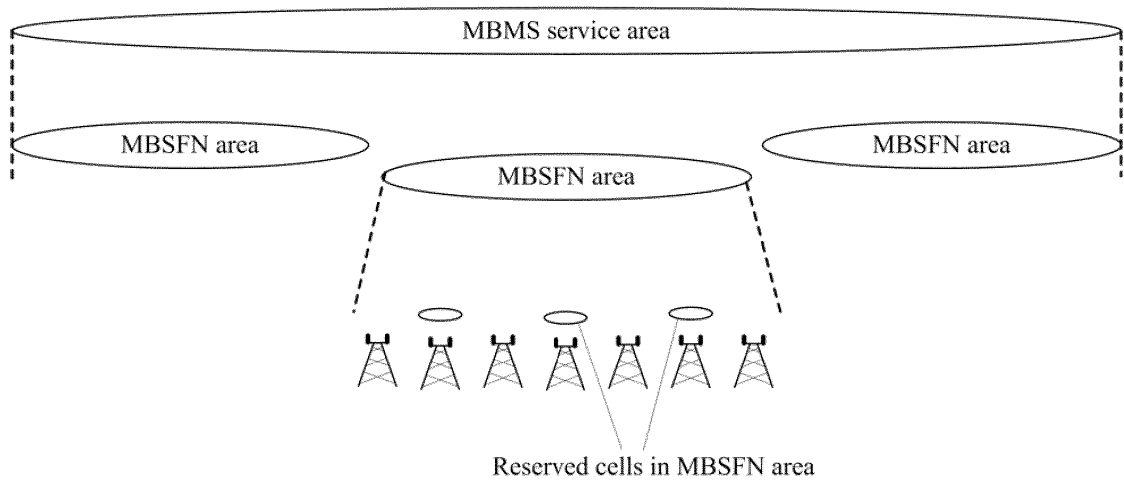 MBMS service area
MBSFN area
MBSFN area
MBSFN area
Reserved cells in MBSFN area